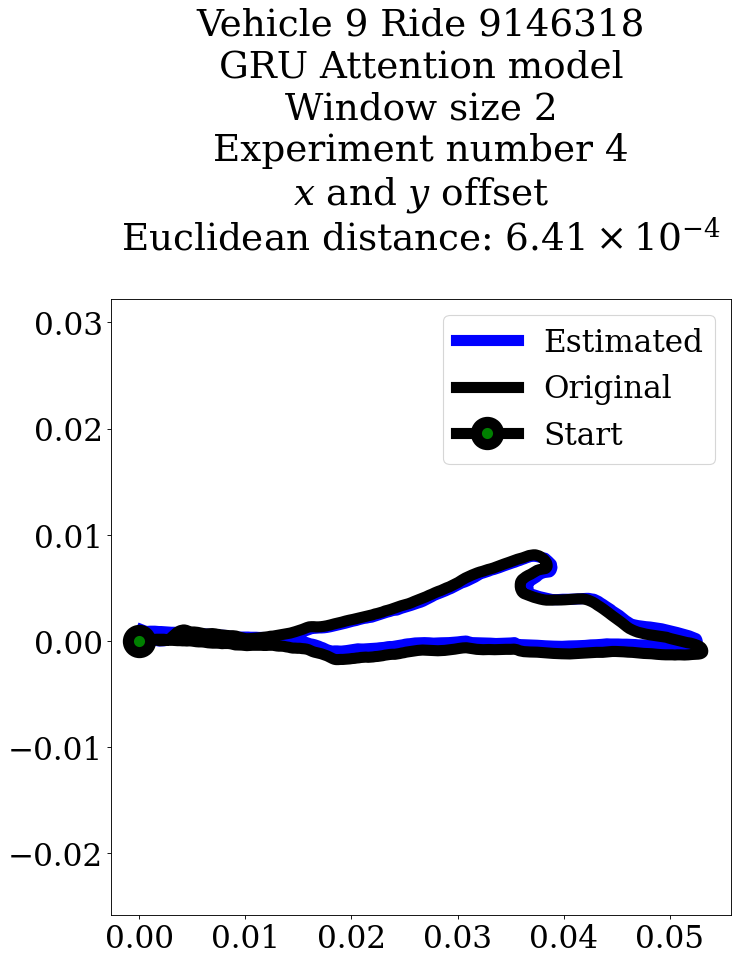 Vehicle 9 Ride 9146318
GRU Attention model
Window size 2
Experiment number 4
x and y offset
Euclidean distance: 6.41 × 10⁻⁴
Estimated
Original
Start
0.03
0.02
0.01
0.00
−0.01
−0.02
0.00 0.01 0.02 0.03 0.04 0.05